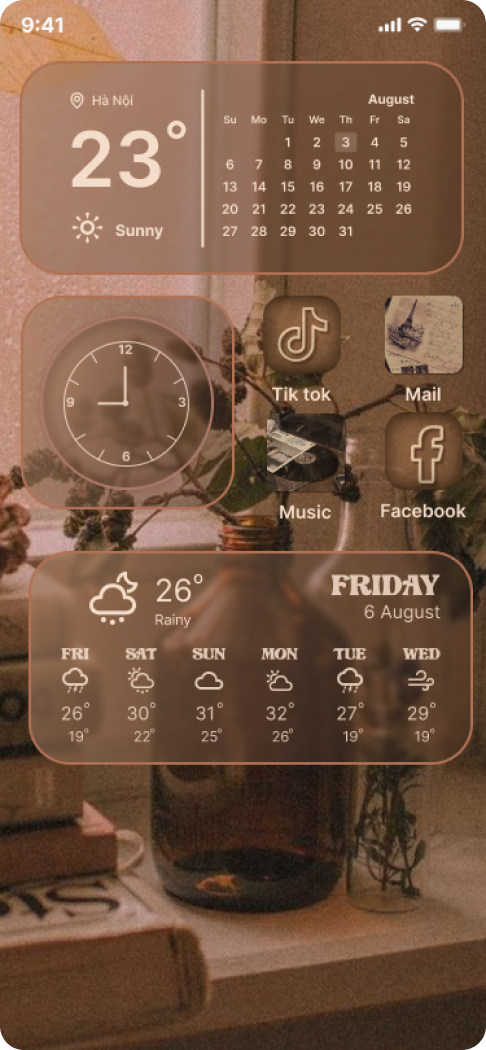 9:41
Hà Nội
23°
Sunny
August
Su Mo Tu We Th Fr Sa
1 2 3 4 5
6 7 8 9 10 11 12
13 14 15 16 17 18 19
20 21 22 23 24 25 26
27 28 29 30 31
12
9 3
6
Tik tok Mail
Music Facebook
26°
Rainy
FRIDAY
6 August
FRI SAT SUN MON TUE WED
26° 30° 31° 32° 27° 29°
19° 22° 25° 26° 19° 19°